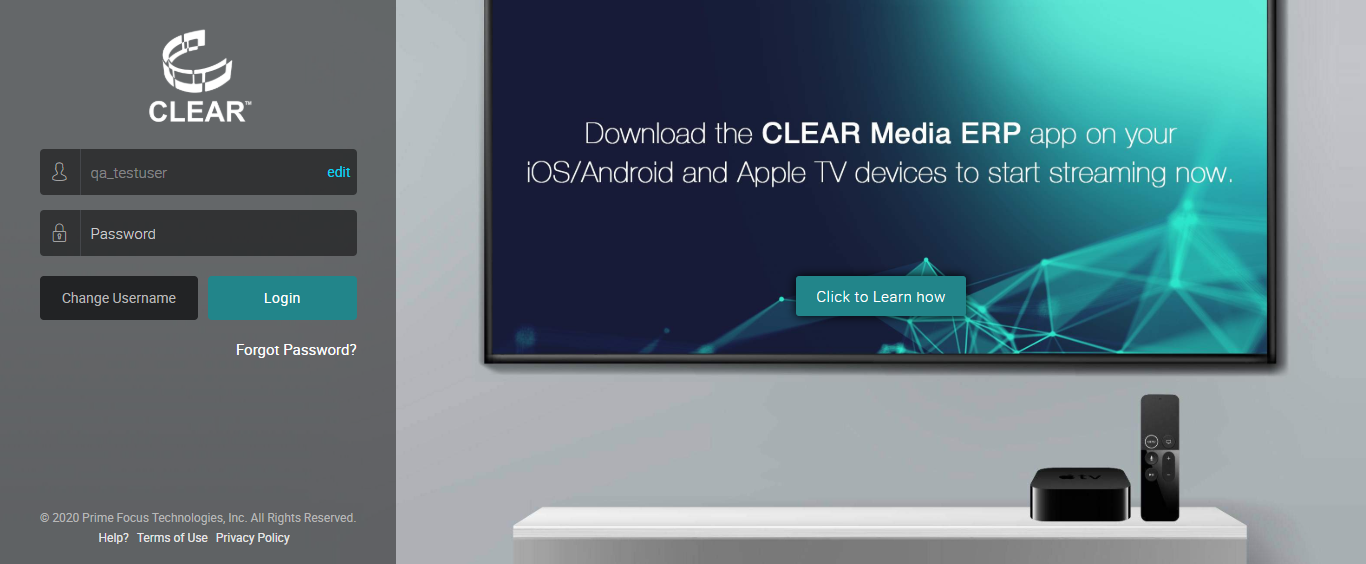 CLEAR™
qa_testuser
edit
Password
Change Username
Login
Forgot Password?
© 2020 Prime Focus Technologies, Inc. All Rights Reserved.
Help? Terms of Use Privacy Policy
Download the CLEAR Media ERP app on your
iOS/Android and Apple TV devices to start streaming now.
Click to Learn how
tv
MENU